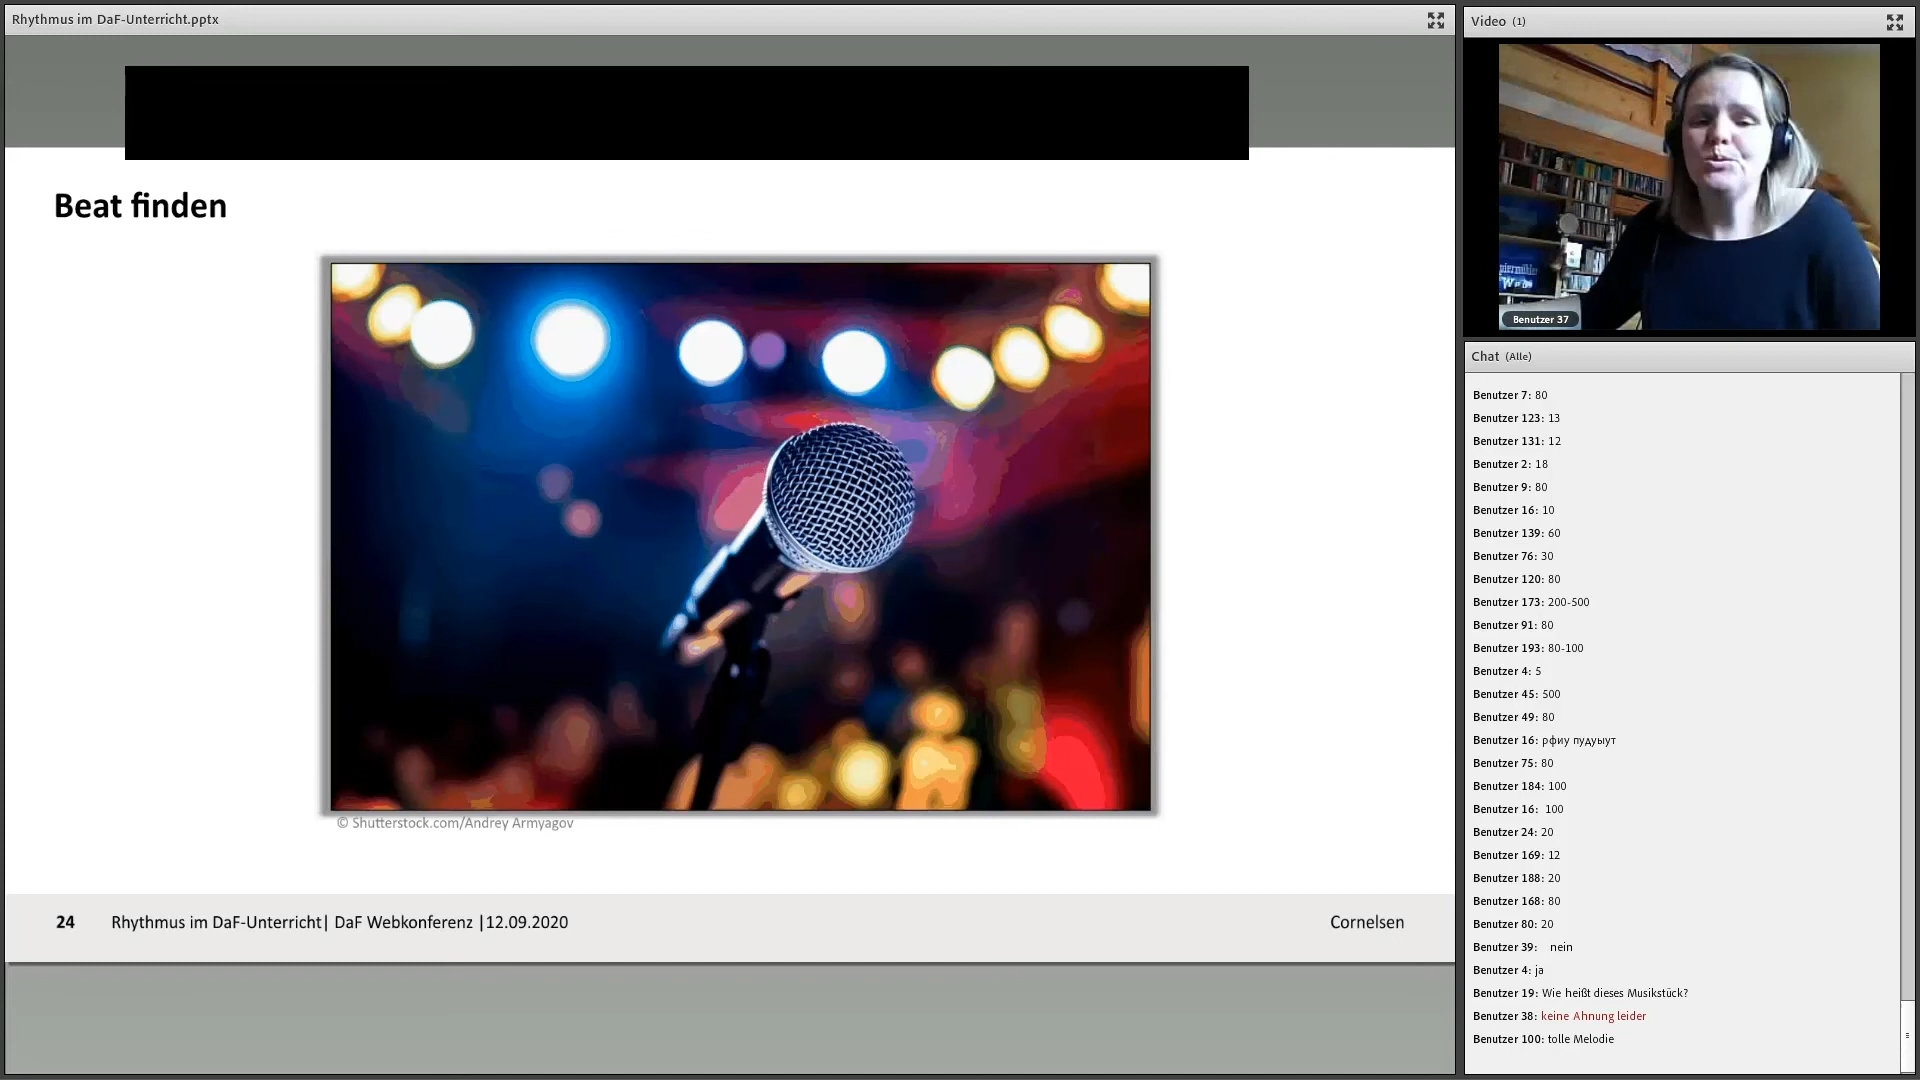 Rhythmus im DaF-Unterricht.pptx
Beat finden
© Shutterstock.com/Andrey Armyagov
24 Rhythmus im DaF-Unterricht| DaF Webkonferenz |12.09.2020 Cornelsen
Video (1)
Benutzer 37
Chat (Alle)
Benutzer 7: 80
Benutzer 123: 13
Benutzer 131: 12
Benutzer 2: 18
Benutzer 9: 80
Benutzer 16: 10
Benutzer 139: 60
Benutzer 76: 30
Benutzer 120: 80
Benutzer 173: 200-500
Benutzer 91: 80
Benutzer 193: 80-100
Benutzer 4: 5
Benutzer 45: 500
Benutzer 49: 80
Benutzer 16: рфиу пудуыут
Benutzer 75: 80
Benutzer 184: 100
Benutzer 16: 100
Benutzer 24: 20
Benutzer 169: 12
Benutzer 188: 20
Benutzer 168: 80
Benutzer 80: 20
Benutzer 39: nein
Benutzer 4: ja
Benutzer 19: Wie heißt dieses Musikstück?
Benutzer 38: keine Ahnung leider
Benutzer 100: tolle Melodie